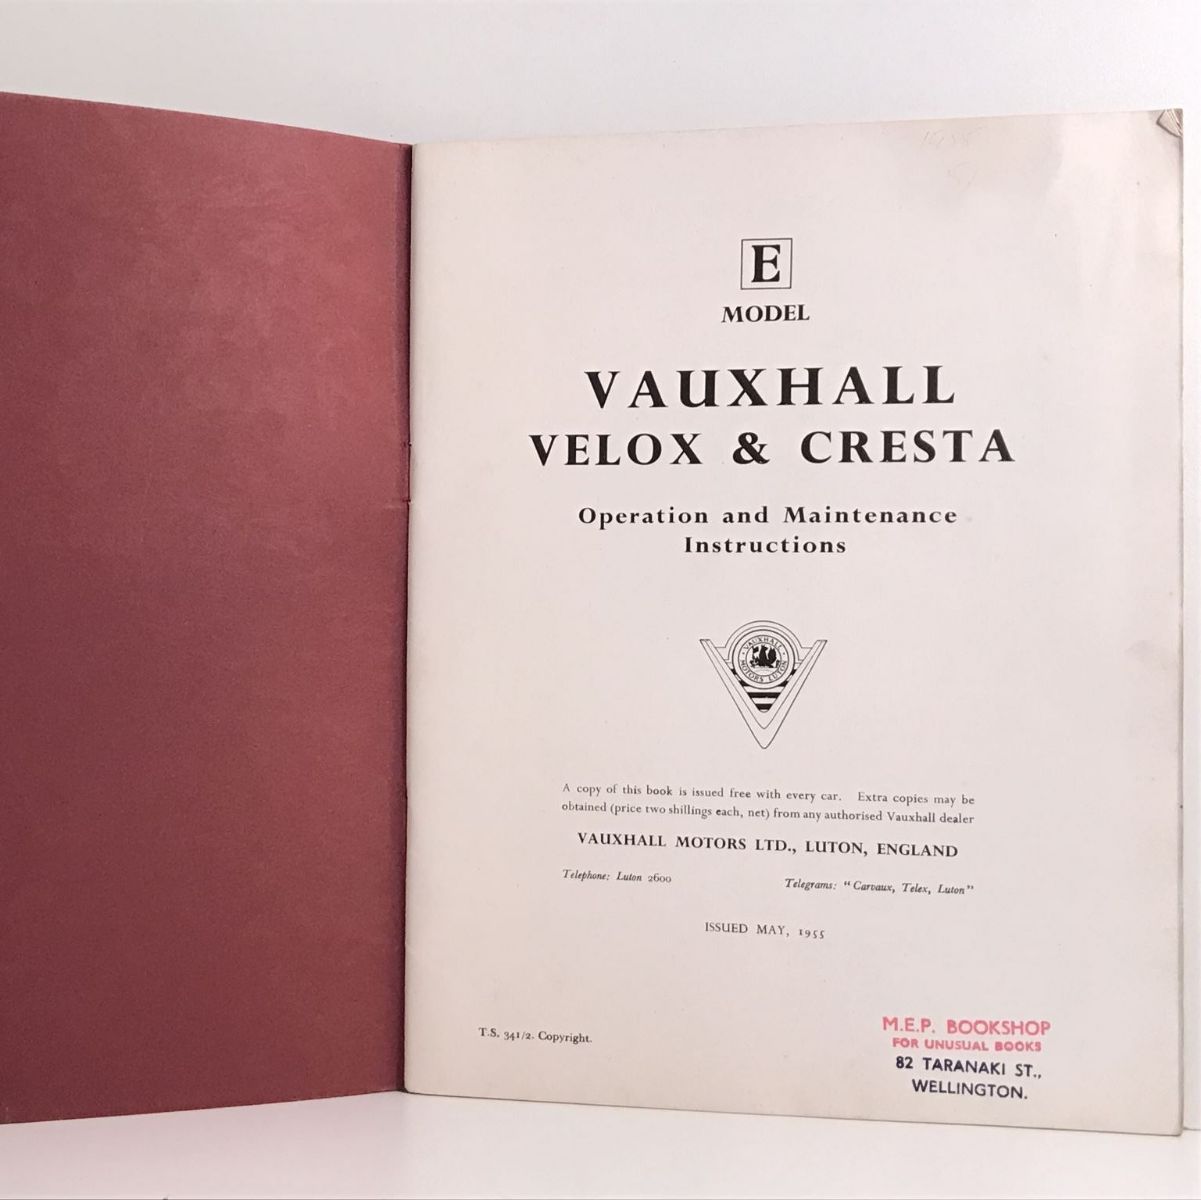 E
MODEL
VAUXHALL
VELOX & CRESTA
Operation and Maintenance
Instructions
VAUXHALL
MOTORS LUTON
A copy of this book is issued free with every car. Extra copies may be
obtained (price two shillings each, net) from any authorised Vauxhall dealer
VAUXHALL MOTORS LTD., LUTON, ENGLAND
Telephone: Luton 2600 Telegrams: "Carvaux, Telex, Luton"
ISSUED MAY, 1955
T.S. 341/2. Copyright.
M.E.P. BOOKSHOP
FOR UNUSUAL BOOKS
82 TARANAKI ST.,
WELLINGTON.